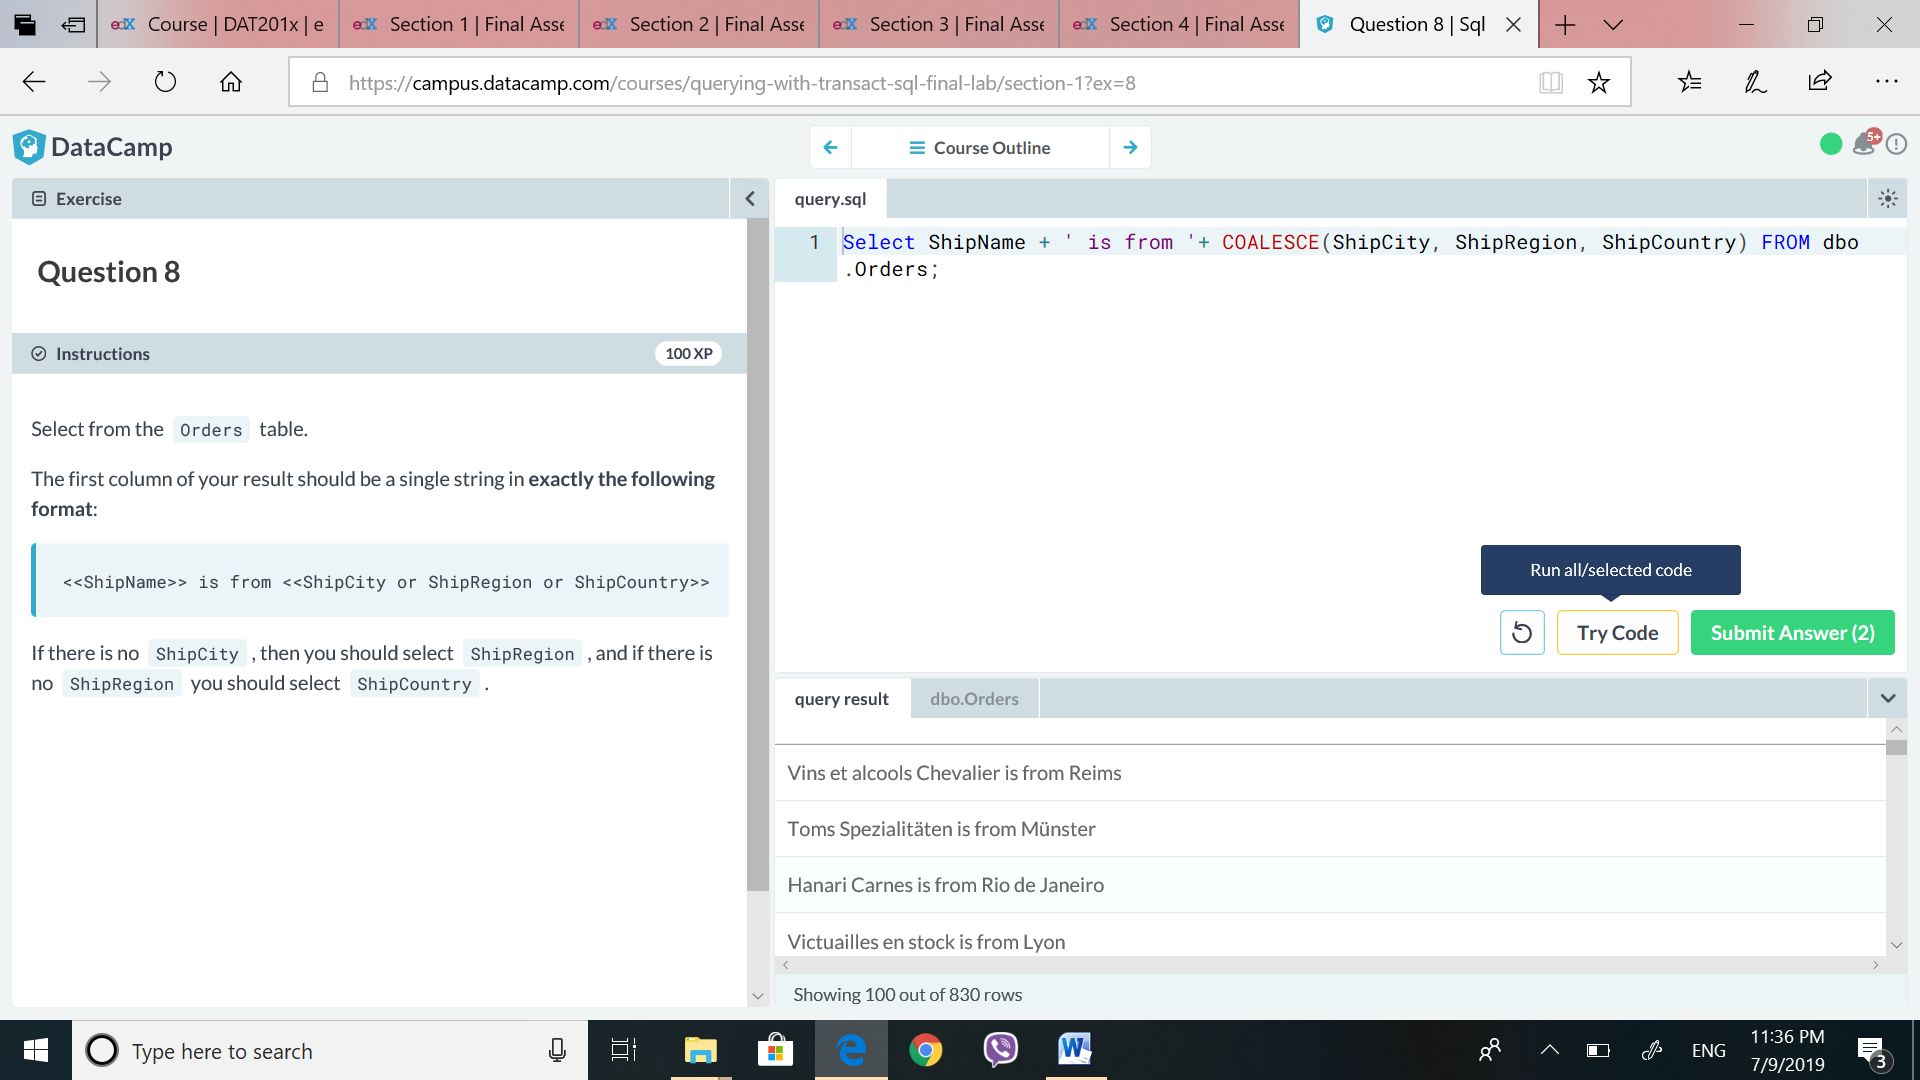 Course | DAT201x | e
Section 1 | Final Asse
Section 2 | Final Asse
Section 3 | Final Asse
Section 4 | Final Asse
Question 8 | Sql
https://campus.datacamp.com/courses/querying-with-transact-sql-final-lab/section-1?ex=8
DataCamp
Course Outline
5+
Exercise
query.sql
Question 8
1 Select ShipName + ' is from '+ COALESCE(ShipCity, ShipRegion, ShipCountry) FROM dbo
.Orders;
Instructions
100 XP
Select from the Orders table.
The first column of your result should be a single string in exactly the following
format:
<<ShipName>> is from <<ShipCity or ShipRegion or ShipCountry>>
If there is no ShipCity , then you should select ShipRegion , and if there is
no ShipRegion you should select ShipCountry .
Run all/selected code
Try Code
Submit Answer (2)
query result
dbo.Orders
Vins et alcools Chevalier is from Reims
Toms Spezialitäten is from Münster
Hanari Carnes is from Rio de Janeiro
Victuailles en stock is from Lyon
Showing 100 out of 830 rows
Type here to search
ENG
11:36 PM
7/9/2019
3